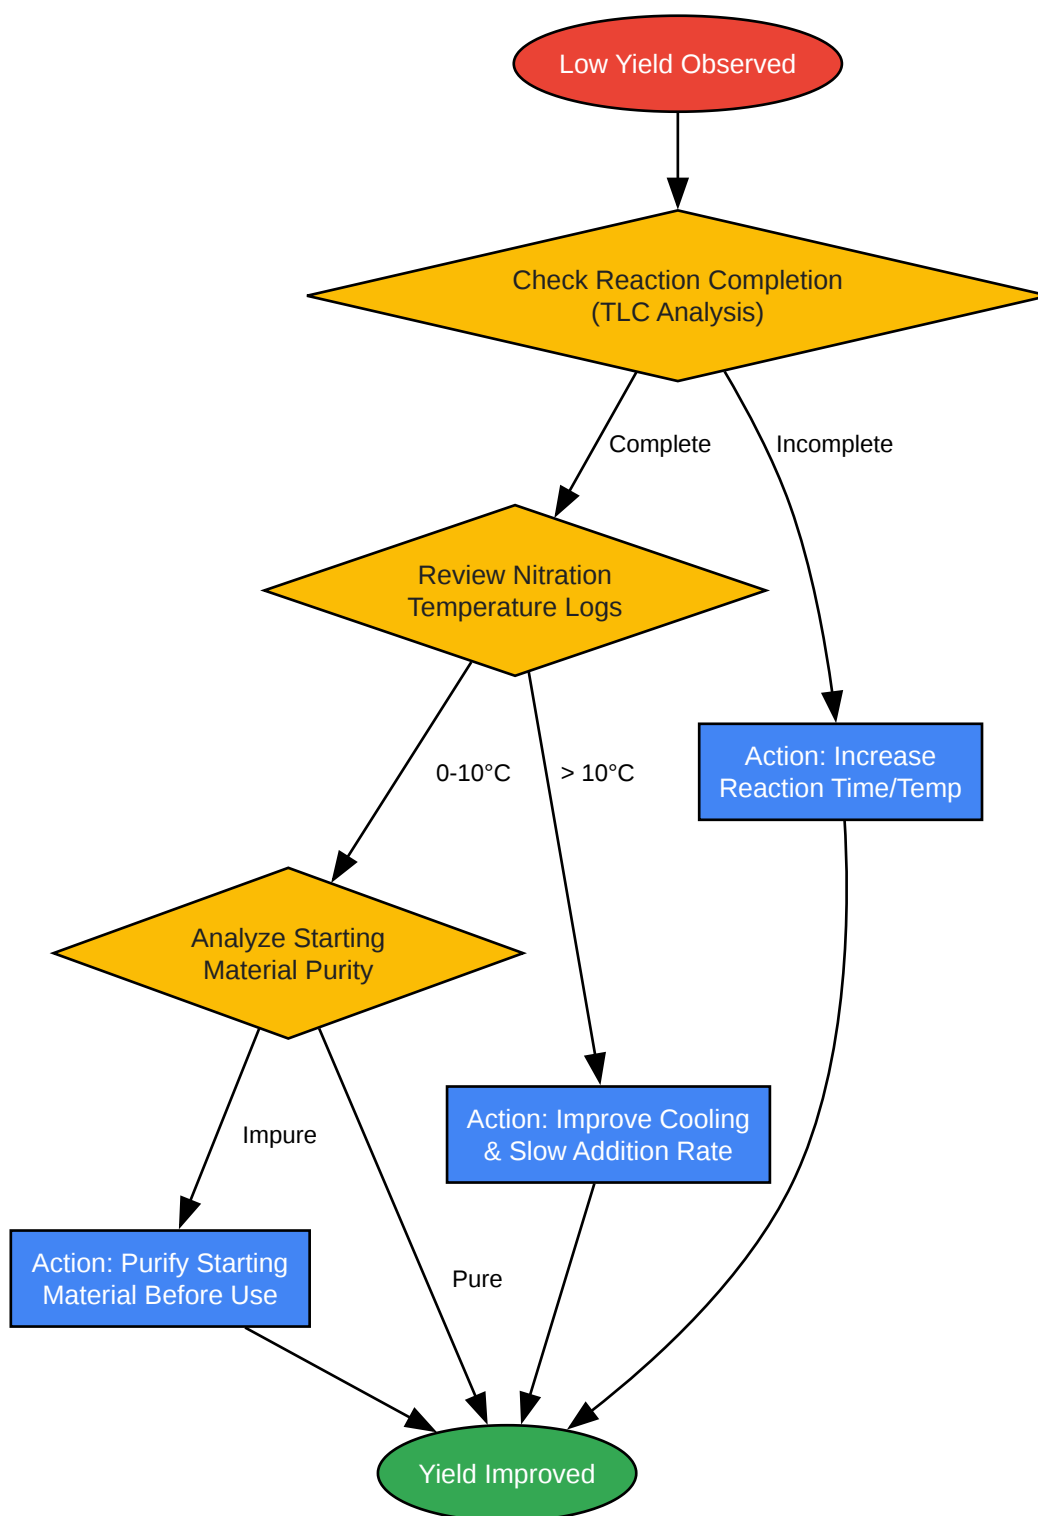 Low Yield Observed
Check Reaction Completion
(TLC Analysis)
Complete
Incomplete
Review Nitration
Temperature Logs
0-10°C
> 10°C
Action: Increase
Reaction Time/Temp
Analyze Starting
Material Purity
Impure
Action: Improve Cooling
& Slow Addition Rate
Action: Purify Starting
Material Before Use
Pure
Yield Improved